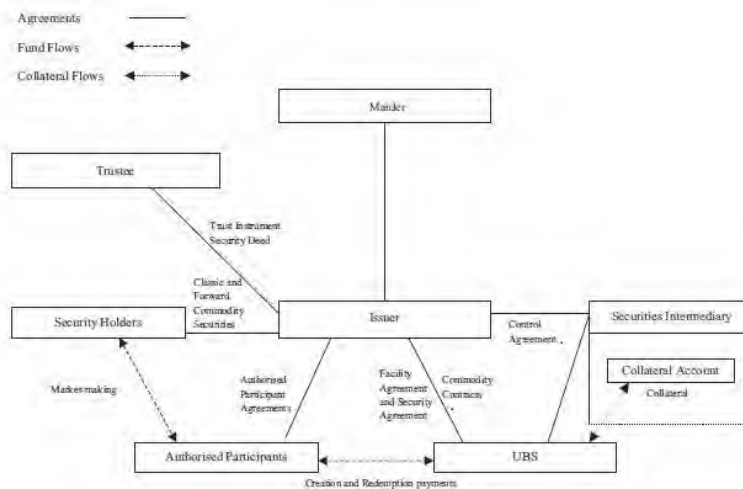 Agreements
Fund Flows
Collateral Flows
Manager
Trustee
Trust Instrument
Security Deed
Classic and
Forward
Commodity
Securities
Security Holders
Issuer
Control
Agreement
Securities Intermediary
Collateral Account
Collateral
Market-making
Authorised
Participant
Agreements
Facility
Agreement
and Security
Agreement
Commodity
Contracts
Authorised Participants
UBS
Creation and Redemption payments